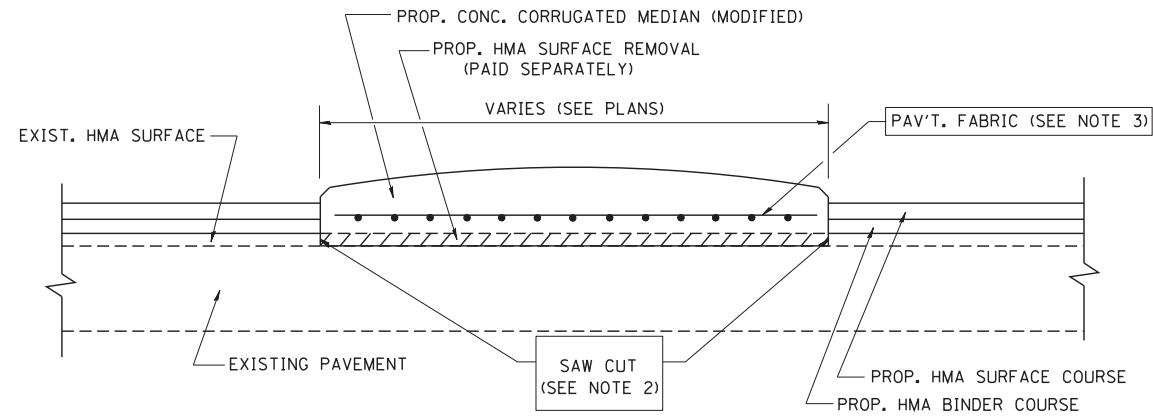 PROP. CONC. CORRUGATED MEDIAN (MODIFIED)
PROP. HMA SURFACE REMOVAL
(PAID SEPARATELY)
VARIES (SEE PLANS)
EXIST. HMA SURFACE
PAV'T. FABRIC (SEE NOTE 3)
EXISTING PAVEMENT
SAW CUT
(SEE NOTE 2)
PROP. HMA SURFACE COURSE
PROP. HMA BINDER COURSE